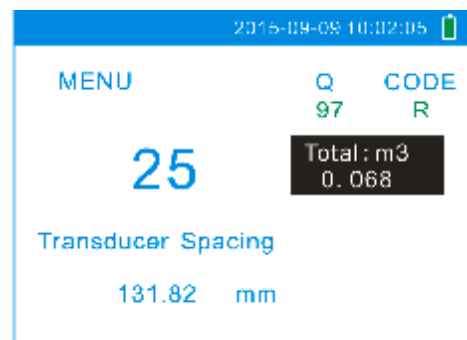 2015-09-09 10:02:05
MENU Q CODE
97 R
25
Total: m3
0. 068
Transducer Spacing
131.82 mm